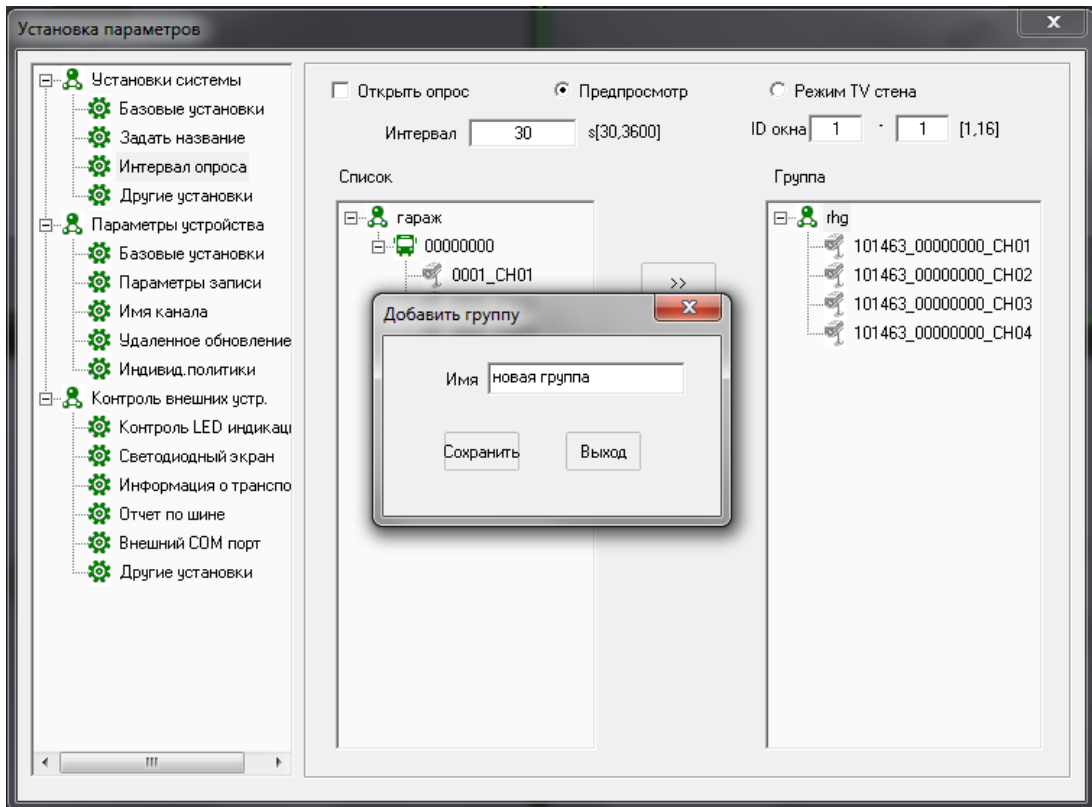 Установка параметров
Установки системы
Базовые установки
Задать название
Интервал опроса
Другие установки
Параметры устройства
Базовые установки
Параметры записи
Имя канала
Удаленное обновление
Индивид.политики
Контроль внешних устр.
Контроль LED индикаци
Светодиодный экран
Информация о транспо
Отчет по шине
Внешний COM порт
Другие установки
Открыть опрос
Предпросмотр
Режим TV стена
Интервал 30 s[30,3600]
ID окна 1 - 1 [1,16]
Список
гараж
00000000
0001_CH01
>>
Группа
rhg
101463_00000000_CH01
101463_00000000_CH02
101463_00000000_CH03
101463_00000000_CH04
Добавить группу
Имя новая группа
Сохранить Выход